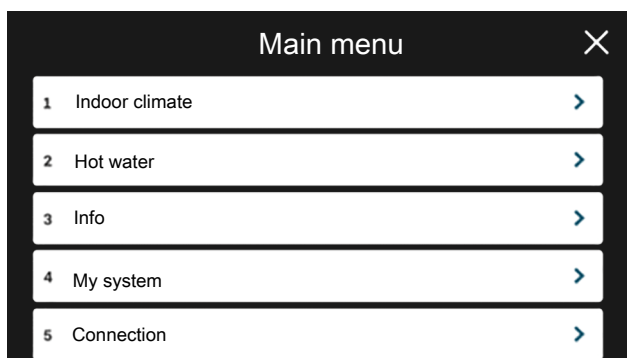 Main menu
1 Indoor climate
2 Hot water
3 Info
4 My system
5 Connection